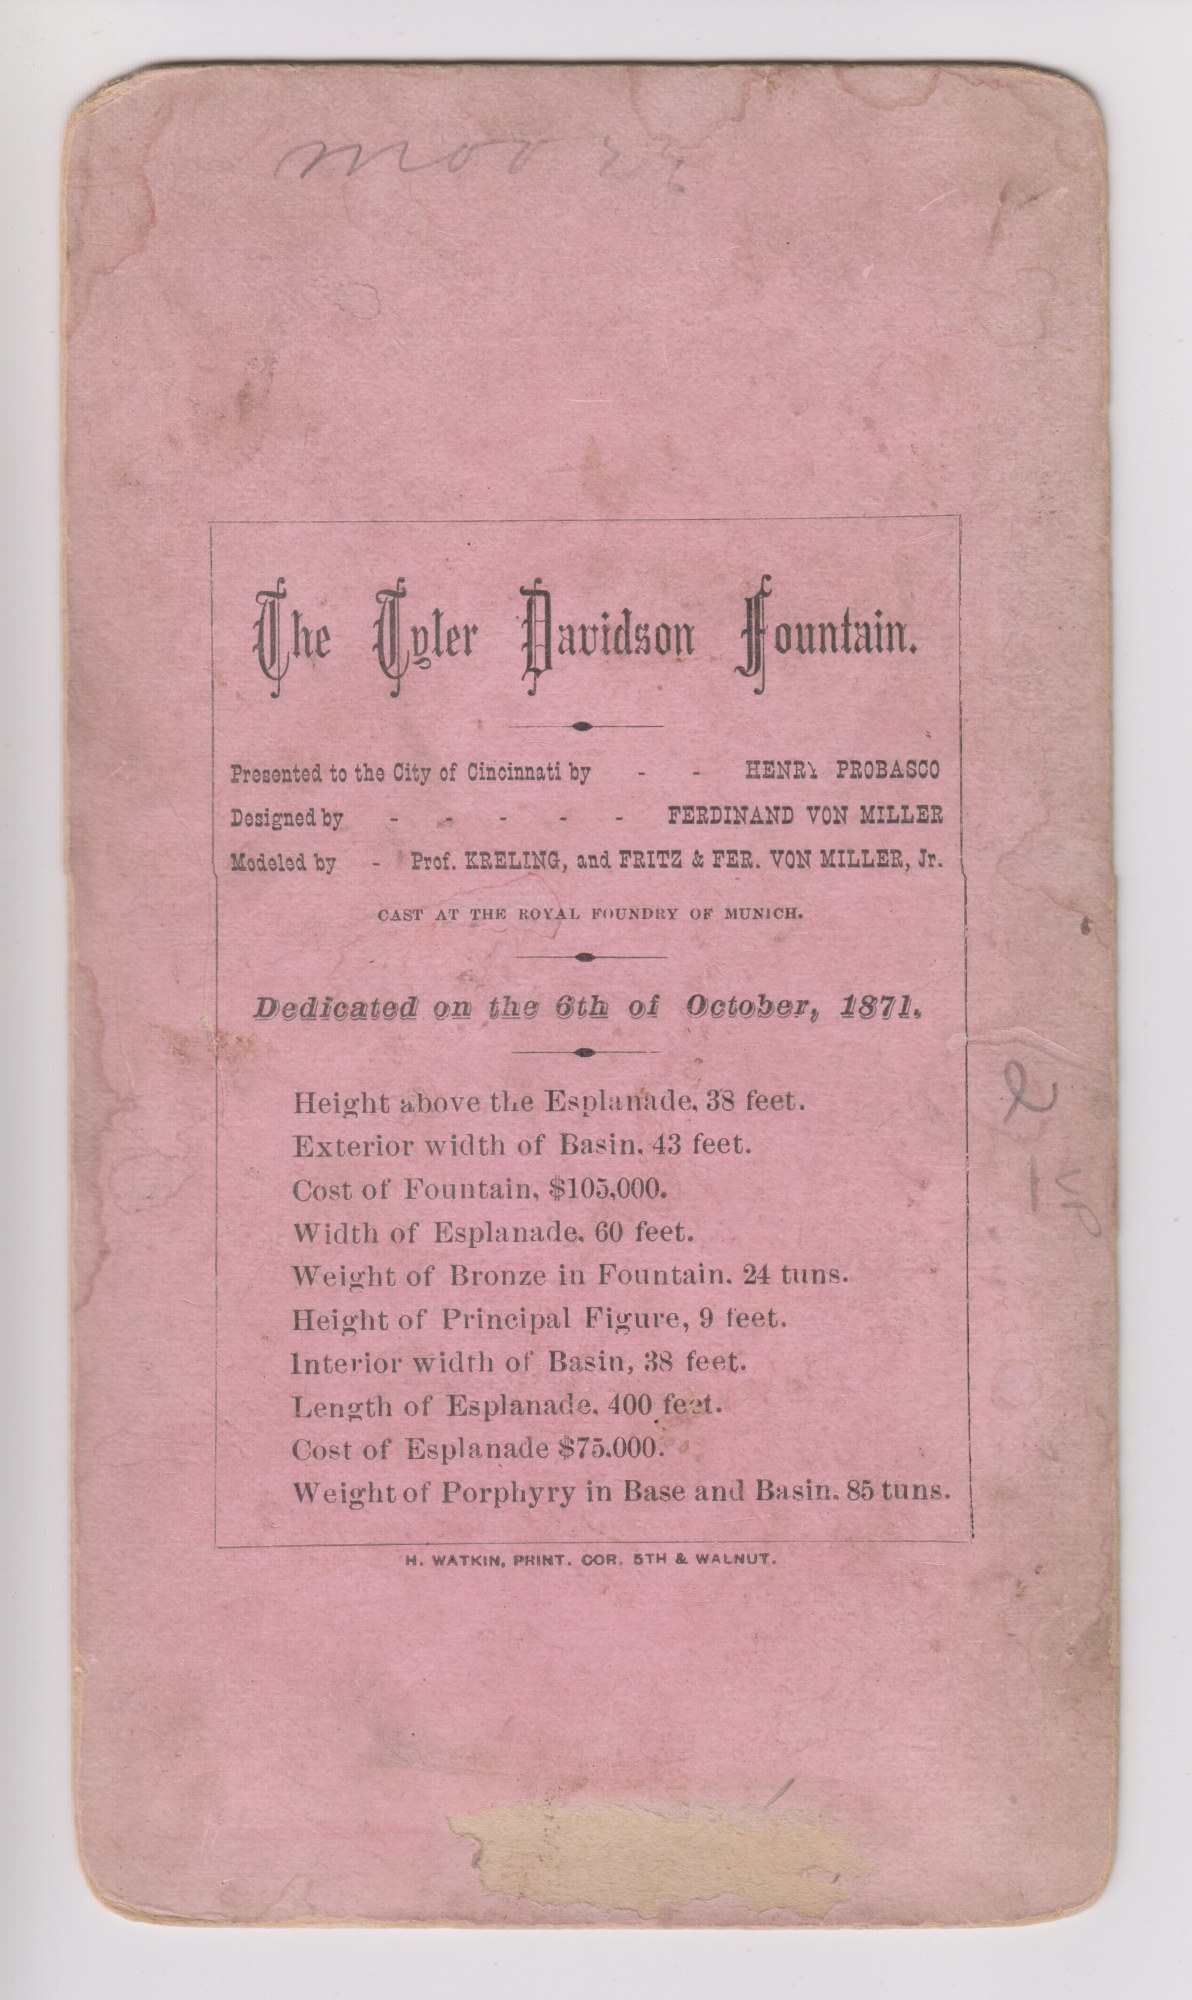 The Tyler Davidson Fountain.
Presented to the City of Cincinnati by - - HENRY PROBASCO
Designed by - - - - - FERDINAND VON MILLER
Modeled by - Prof. KRELING, and FRITZ & FER. VON MILLER, Jr.
CAST AT THE ROYAL FOUNDRY OF MUNICH.
Dedicated on the 6th of October, 1871.
Height above the Esplanade, 38 feet.
Exterior width of Basin. 43 feet.
Cost of Fountain, $105,000.
Width of Esplanade. 60 feet.
Weight of Bronze in Fountain. 24 tuns.
Height of Principal Figure, 9 feet.
Interior width of Basin, 38 feet.
Length of Esplanade. 400 feet.
Cost of Esplanade $75.000.
Weight of Porphyry in Base and Basin. 85 tuns.
H. WATKIN, PRINT. COR. 5TH & WALNUT.